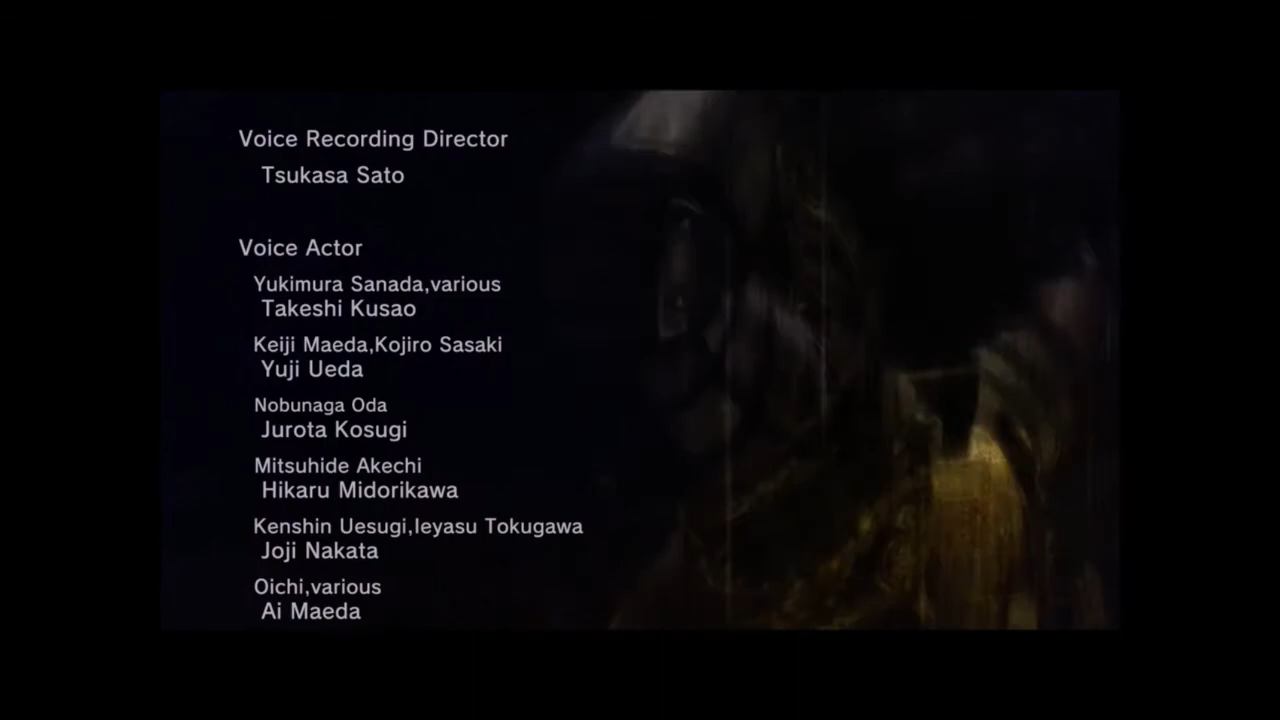 Voice Recording Director
Tsukasa Sato
Voice Actor
Yukimura Sanada,various
Takeshi Kusao
Keiji Maeda,Kojiro Sasaki
Yuji Ueda
Nobunaga Oda
Jurota Kosugi
Mitsuhide Akechi
Hikaru Midorikawa
Kenshin Uesugi,Ieyasu Tokugawa
Joji Nakata
Oichi,various
Ai Maeda